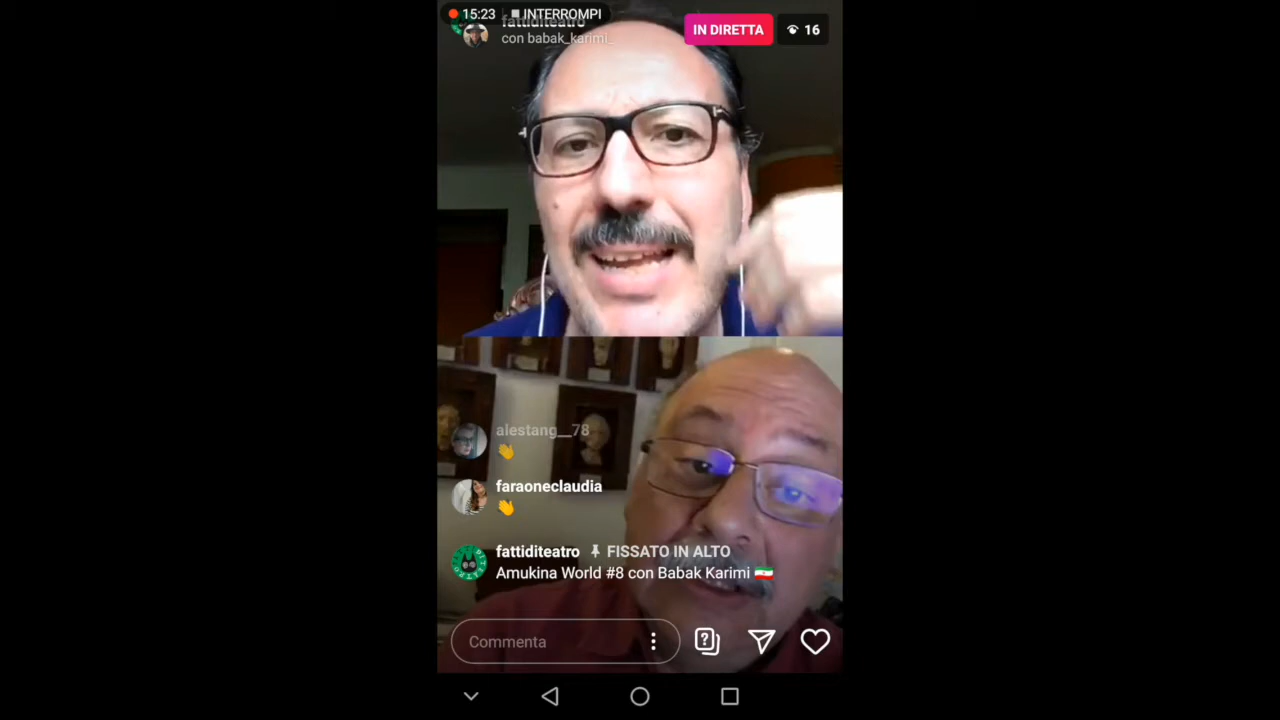 15:23 INTERROMPI
fattiditeatro
con babak_karimi_
IN DIRETTA
16
alestang__78
faraoneclaudia
fattiditeatro FISSATO IN ALTO
Amukina World #8 con Babak Karimi
Commenta